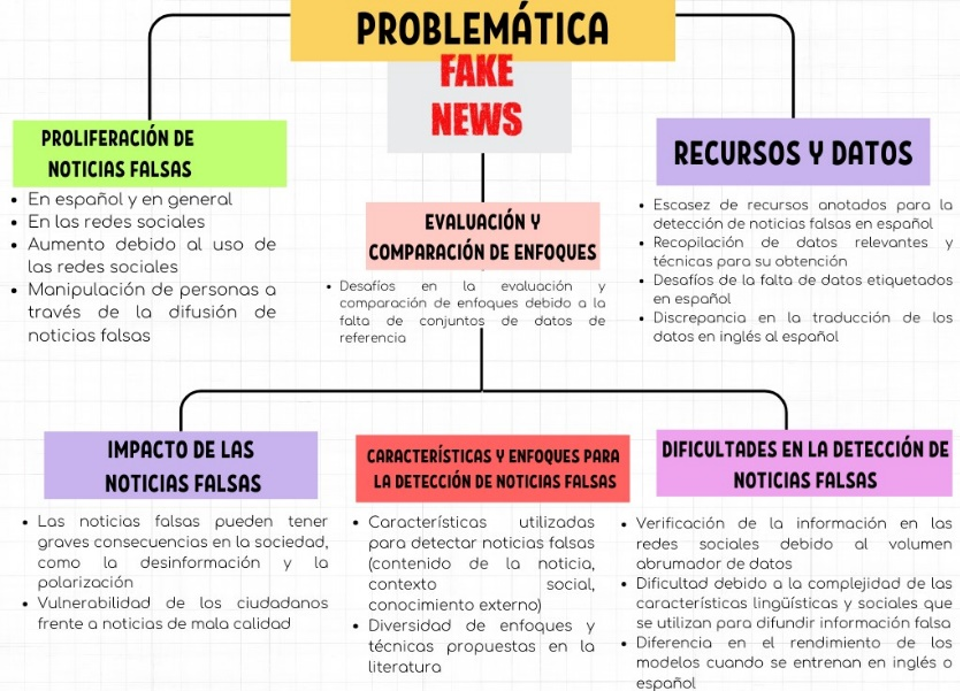 PROBLEMÁTICA
FAKE
NEWS
PROLIFERACIÓN DE
NOTICIAS FALSAS
• En español y en general
• En las redes sociales
• Aumento debido al uso de
las redes sociales
• Manipulación de personas a
través de la difusión de
noticias falsas
EVALUACIÓN Y
COMPARACIÓN DE ENFOQUES
• Desafíos en la evaluación y
comparación de enfoques debido a la
falta de conjuntos de datos de
referencia
RECURSOS Y DATOS
• Escasez de recursos anotados para la
detección de noticias falsas en español
• Recopilación de datos relevantes y
técnicas para su obtención
• Desafíos de la falta de datos etiquetados
en español
• Discrepancia en la traducción de los
datos en inglés al español
IMPACTO DE LAS
NOTICIAS FALSAS
• Las noticias falsas pueden tener
graves consecuencias en la sociedad,
como la desinformación y la
polarización
• Vulnerabilidad de los ciudadanos
frente a noticias de mala calidad
CARACTERÍSTICAS Y ENFOQUES PARA
LA DETECCIÓN DE NOTICIAS FALSAS
• Características utilizadas
para detectar noticias falsas
(contenido de la noticia,
contexto social,
conocimiento externo)
• Diversidad de enfoques y
técnicas propuestas en la
literatura
DIFICULTADES EN LA DETECCIÓN DE
NOTICIAS FALSAS
• Verificación de la información en las
redes sociales debido al volumen
abrumador de datos
• Dificultad debido a la complejidad de las
características lingüísticas y sociales que
se utilizan para difundir información falsa
• Diferencia en el rendimiento de los
modelos cuando se entrenan en inglés o
español